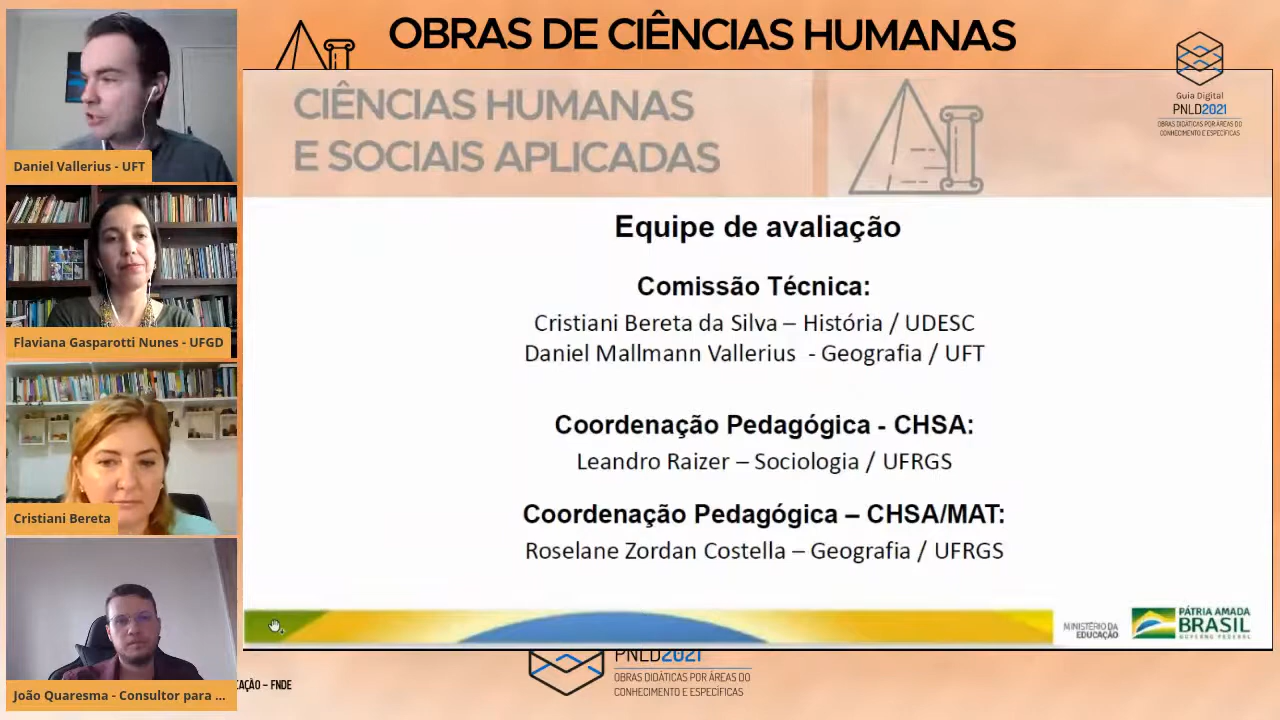 OBRAS DE CIÊNCIAS HUMANAS
Guia Digital
PNLD2021
OBRAS DIDÁTICAS POR ÁREAS DO
CONHECIMENTO E ESPECÍFICAS
CIÊNCIAS HUMANAS
E SOCIAIS APLICADAS
Equipe de avaliação
Comissão Técnica:
Cristiani Bereta da Silva – História / UDESC
Daniel Mallmann Vallerius - Geografia / UFT
Coordenação Pedagógica - CHSA:
Leandro Raizer – Sociologia / UFRGS
Coordenação Pedagógica – CHSA/MAT:
Roselane Zordan Costella – Geografia / UFRGS
MINISTÉRIO DA
EDUCAÇÃO
PÁTRIA AMADA
BRASIL
GOVERNO FEDERAL
Daniel Vallerius - UFT
Flaviana Gasparotti Nunes - UFGD
Cristiani Bereta
João Quaresma - Consultor para ...
AÇÃO – FNDE
PNLD2021
OBRAS DIDÁTICAS POR ÁREAS DO
CONHECIMENTO E ESPECÍFICAS